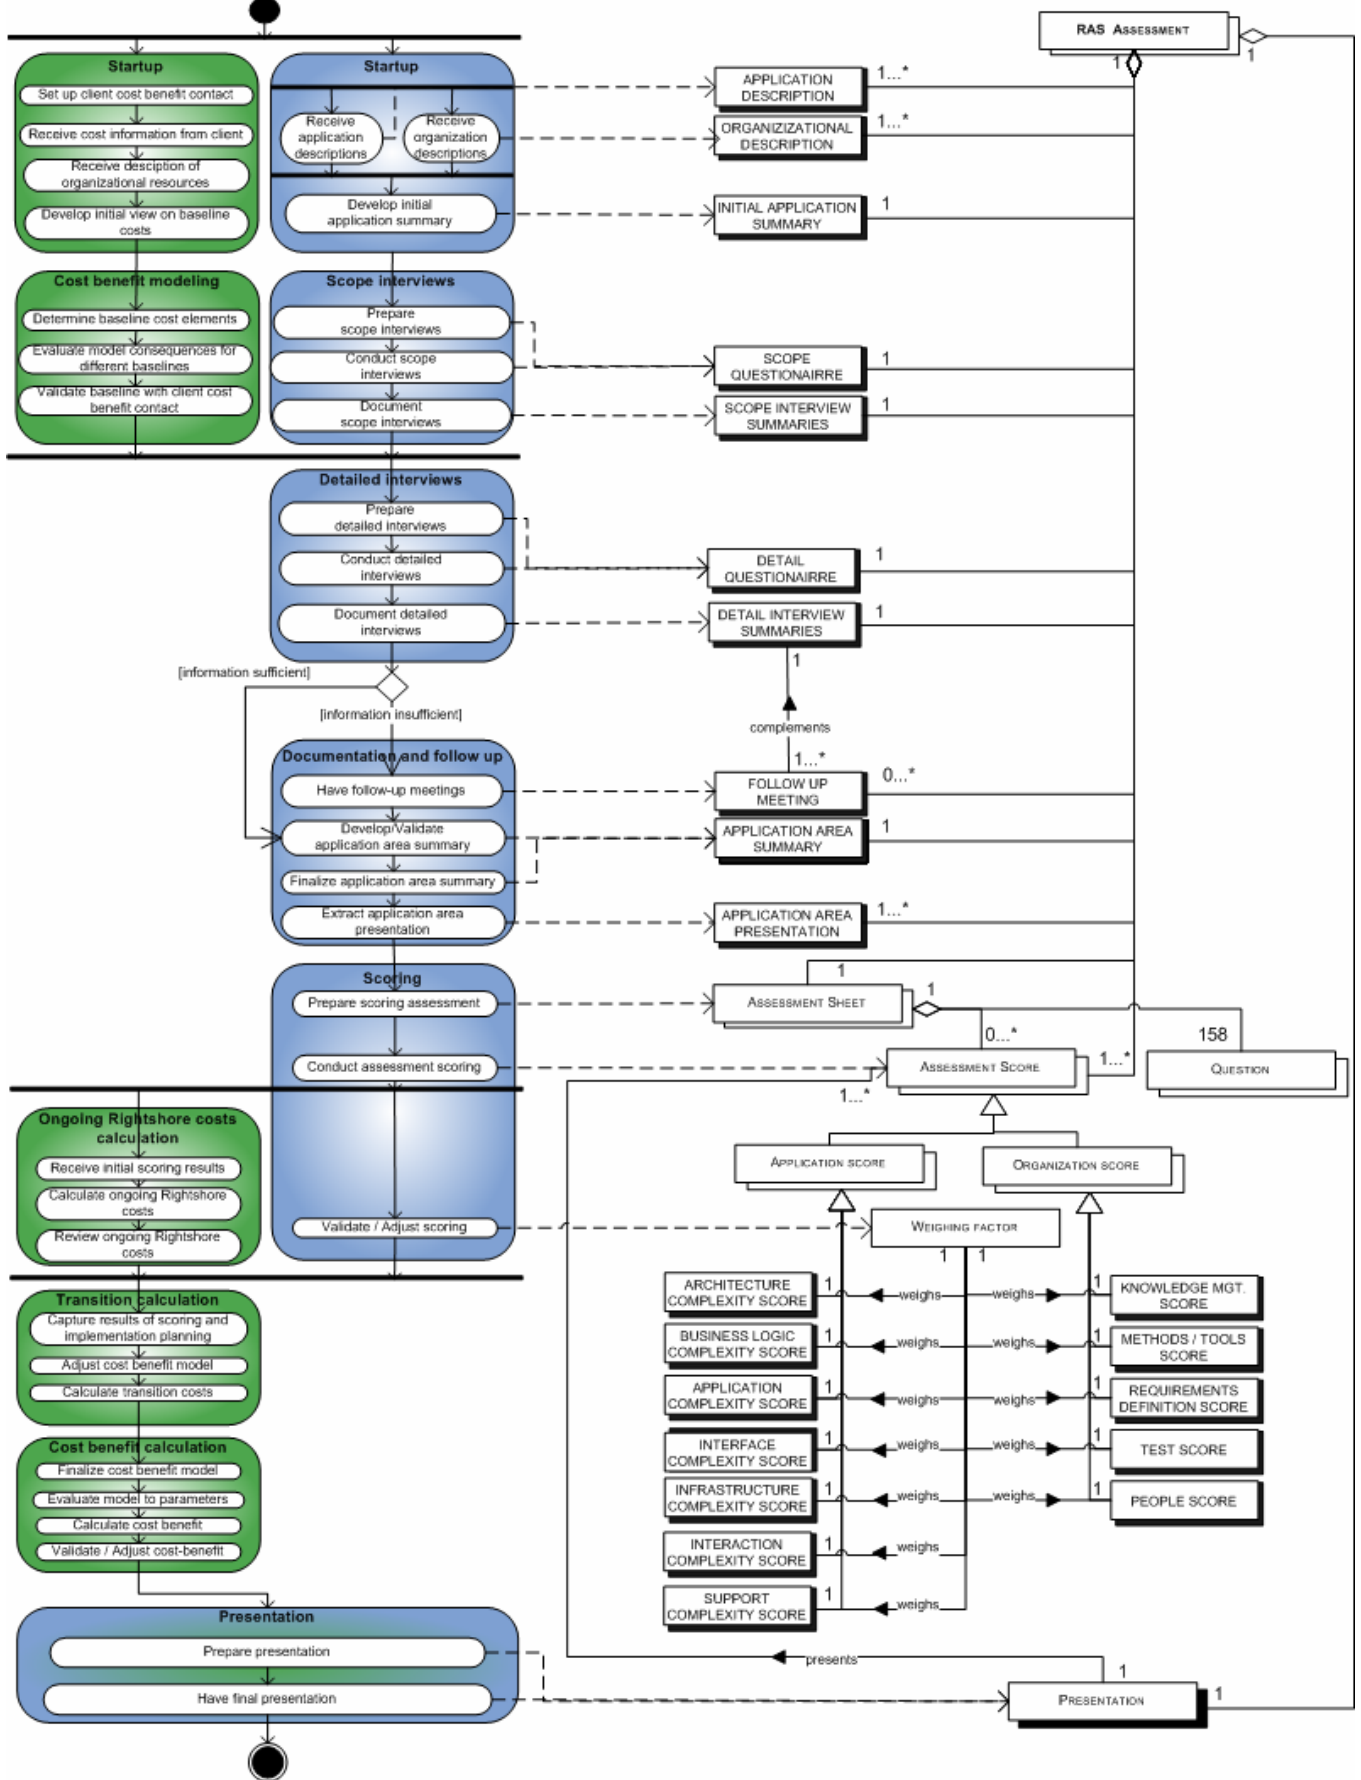 RAS ASSESSMENT
1
1
Startup
Set up client cost benefit contact
Receive cost information from client
Receive desciption of
organizational resources
Develop initial view on baseline
costs
Startup
Receive
application
descriptions
Receive
organization
descriptions
Develop initial
application summary
APPLICATION
DESCRIPTION
1...*
ORGANIZIZATIONAL
DESCRIPTION
1...*
INITIAL APPLICATION
SUMMARY
1
Cost benefit modeling
Determine baseline cost elements
Evaluate model consequences for
different baselines
Validate baseline with client cost
benefit contact
Scope interviews
Prepare
scope interviews
Conduct scope
interviews
Document
scope interviews
SCOPE
QUESTIONAIRRE
1
SCOPE INTERVIEW
SUMMARIES
1
Detailed interviews
Prepare
detailed interviews
Conduct detailed
interviews
Document detailed
interviews
DETAIL
QUESTIONAIRRE
1
DETAIL INTERVIEW
SUMMARIES
1
1
[information sufficient]
[information insufficient]
complements
1...*
Documentation and follow up
Have follow-up meetings
Develop/Validate
application area summary
Finalize application area summary
Extract application area
presentation
FOLLOW UP
MEETING
0...*
APPLICATION AREA
SUMMARY
1
APPLICATION AREA
PRESENTATION
1...*
Scoring
Prepare scoring assessment
Conduct assessment scoring
Validate / Adjust scoring
1
ASSESSMENT SHEET
1
0...*
158
ASSESSMENT SCORE
1...*
1...*
QUESTION
Ongoing Rightshore costs
calculation
Receive initial scoring results
Calculate ongoing Rightshore
costs
Review ongoing Rightshore
costs
APPLICATION SCORE
ORGANIZATION SCORE
WEIGHING FACTOR
1
1
ARCHITECTURE
COMPLEXITY SCORE
1
weighs
weighs
1
KNOWLEDGE MGT.
SCORE
BUSINESS LOGIC
COMPLEXITY SCORE
1
weighs
weighs
1
METHODS / TOOLS
SCORE
APPLICATION
COMPLEXITY SCORE
1
weighs
weighs
1
REQUIREMENTS
DEFINITION SCORE
INTERFACE
COMPLEXITY SCORE
1
weighs
weighs
1
TEST SCORE
INFRASTRUCTURE
COMPLEXITY SCORE
1
weighs
weighs
1
PEOPLE SCORE
INTERACTION
COMPLEXITY SCORE
1
weighs
SUPPORT
COMPLEXITY SCORE
1
weighs
Transition calculation
Capture results of scoring and
implementation planning
Adjust cost benefit model
Calculate transition costs
Cost benefit calculation
Finalize cost benefit model
Evaluate model to parameters
Calculate cost benefit
Validate / Adjust cost-benefit
Presentation
Prepare presentation
Have final presentation
presents
1
PRESENTATION
1